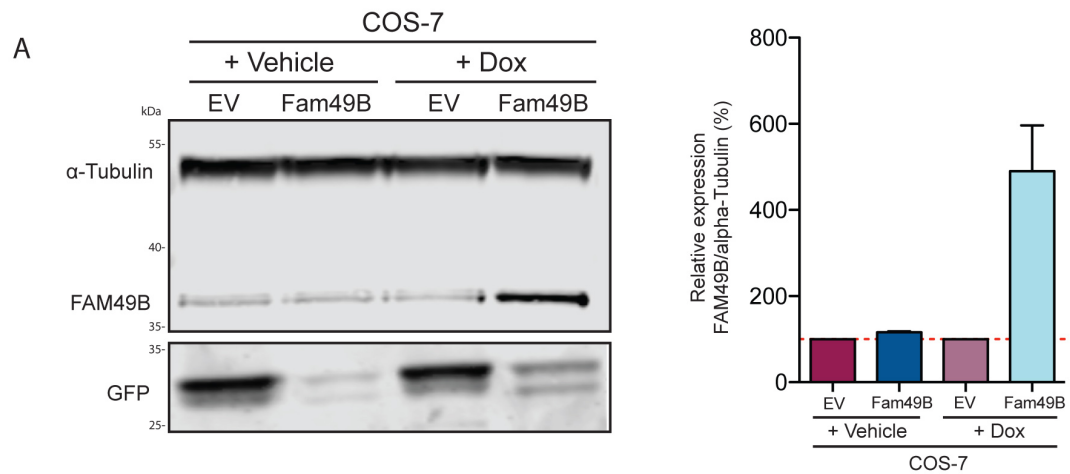 A
COS-7
+ Vehicle + Dox
EV Fam49B EV Fam49B
kDa
55-
α-Tubulin
40-
FAM49B
35-
35-
GFP
25-
Relative expression
FAM49B/alpha-Tubulin (%)
800
600
400
200
0
EV Fam49B EV Fam49B
+ Vehicle + Dox
COS-7